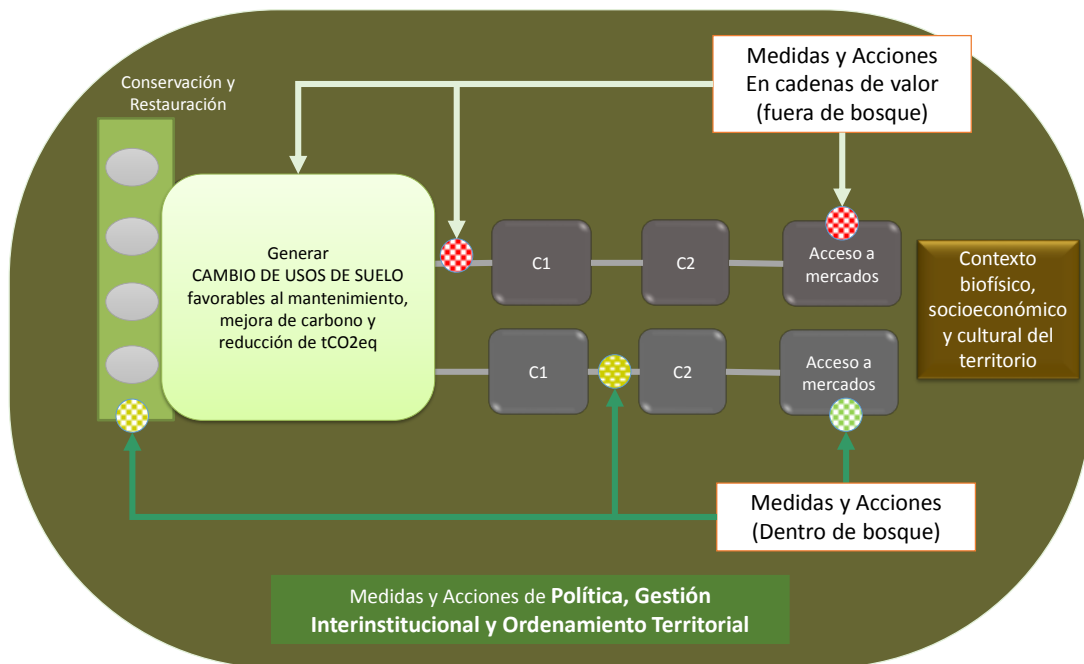 Medidas y Acciones
En cadenas de valor
(fuera de bosque)
Conservación y
Restauración
Generar
CAMBIO DE USOS DE SUELO
favorables al mantenimiento,
mejora de carbono y
reducción de tCO2eq
C1
C2
Acceso a
mercados
Contexto
biofísico,
socioeconómico
y cultural del
territorio
C1
C2
Acceso a
mercados
Medidas y Acciones
(Dentro de bosque)
Medidas y Acciones de Política, Gestión
Interinstitucional y Ordenamiento Territorial